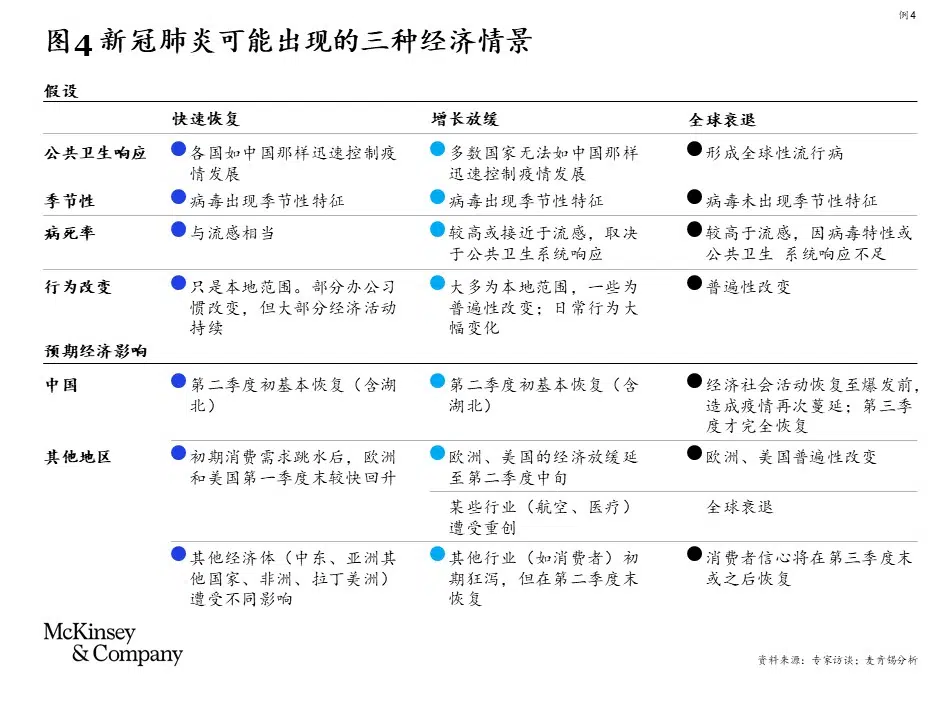 例4
图4 新冠肺炎可能出现的三种经济情景
假设
快速恢复
增长放缓
全球衰退
公共卫生响应
各国如中国那样迅速控制疫
情发展
多数国家无法如中国那样
迅速控制疫情发展
形成全球性流行病
季节性
病毒出现季节性特征
病毒出现季节性特征
病毒未出现季节性特征
病死率
与流感相当
较高或接近于流感，取决
于公共卫生系统响应
较高于流感，因病毒特性或
公共卫生 系统响应不足
行为改变
只是本地范围。部分办公习
惯改变，但大部分经济活动
持续
大多为本地范围，一些为
普遍性改变；日常行为大
幅变化
普遍性改变
预期经济影响
中国
第二季度初基本恢复（含湖
北）
第二季度初基本恢复（含
湖北）
经济社会活动恢复至爆发前，
造成疫情再次蔓延；第三季
度才完全恢复
其他地区
初期消费需求跳水后，欧洲
和美国第一季度末较快回升
欧洲、美国的经济放缓延
至第二季度中旬
欧洲、美国普遍性改变
某些行业（航空、医疗）
遭受重创
全球衰退
其他经济体（中东、亚洲其
他国家、非洲、拉丁美洲）
遭受不同影响
其他行业（如消费者）初
期狂泻，但在第二季度末
恢复
消费者信心将在第三季度末
或之后恢复
McKinsey
& Company
资料来源：专家访谈；麦肯锡分析